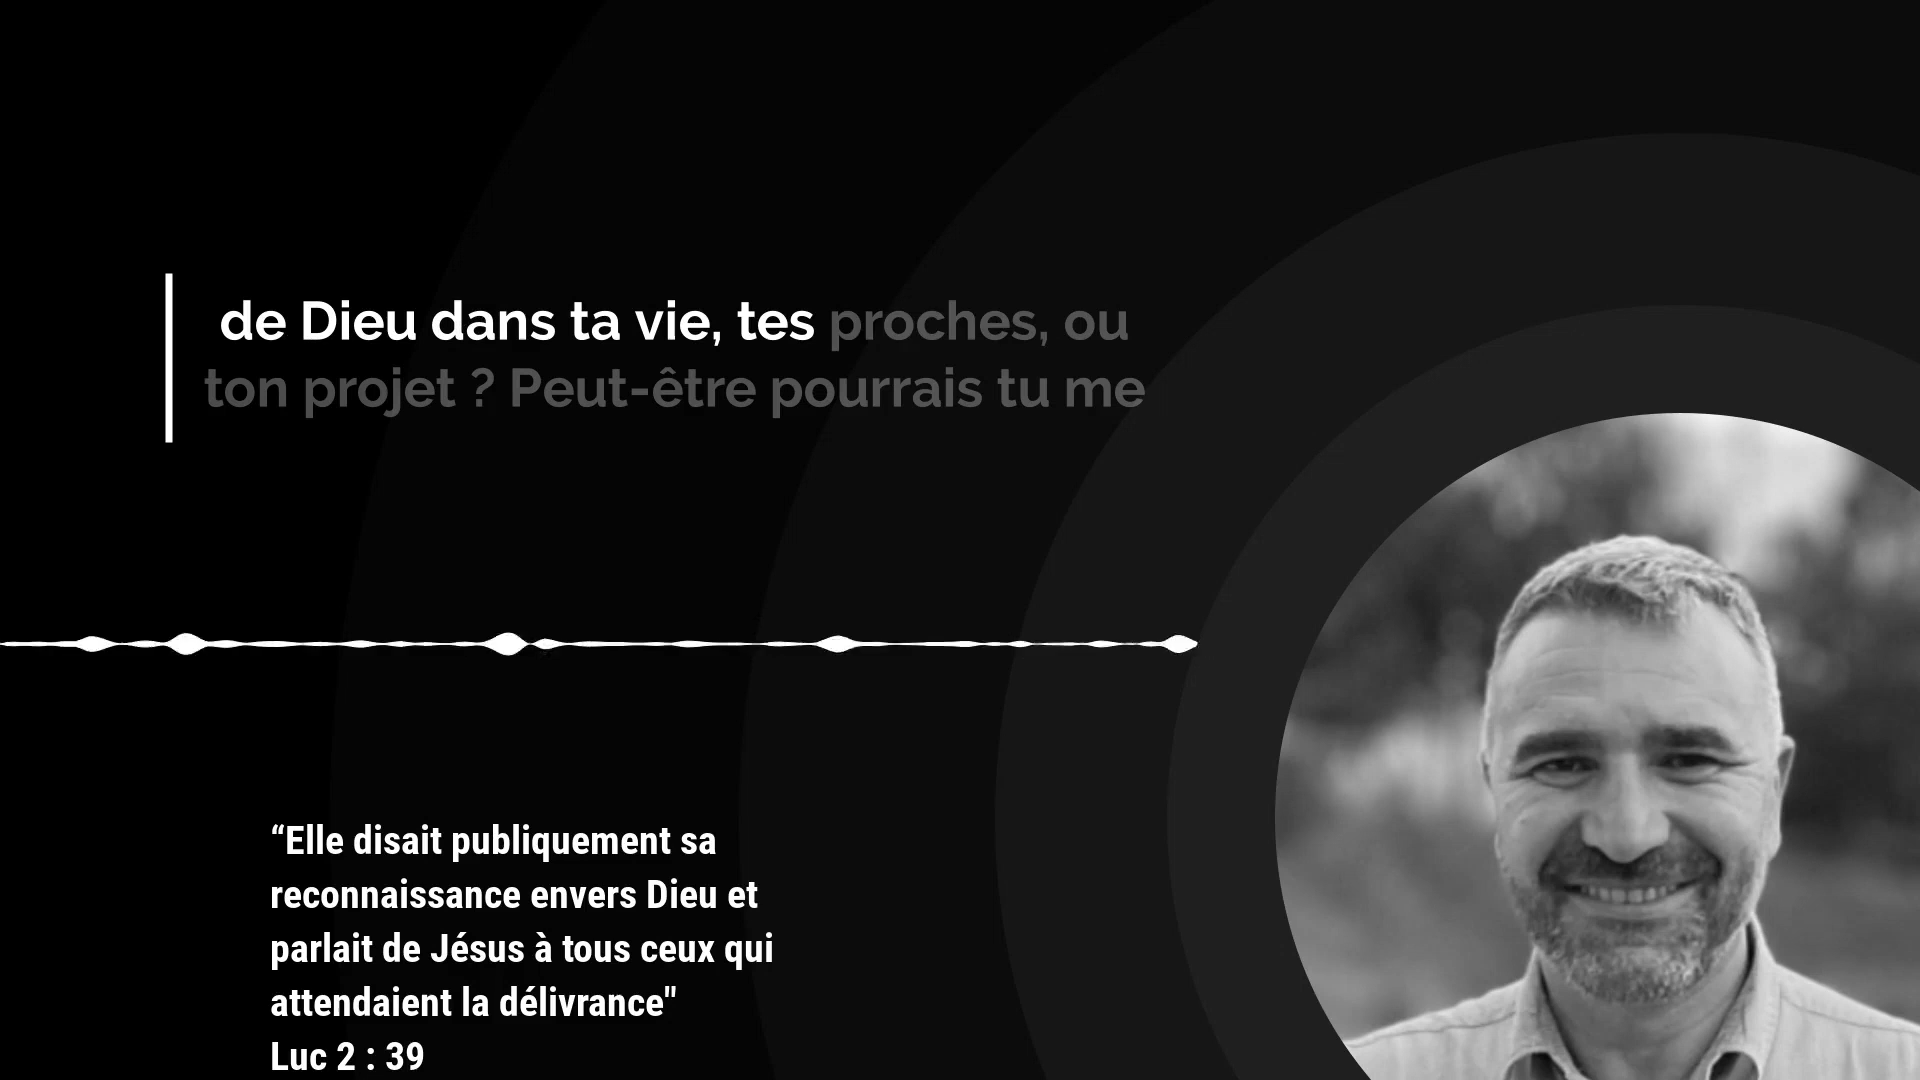 de Dieu dans ta vie, tes proches, ou
ton projet ? Peut-être pourrais tu me
“Elle disait publiquement sa
reconnaissance envers Dieu et
parlait de Jésus à tous ceux qui
attendaient la délivrance"
Luc 2 : 39